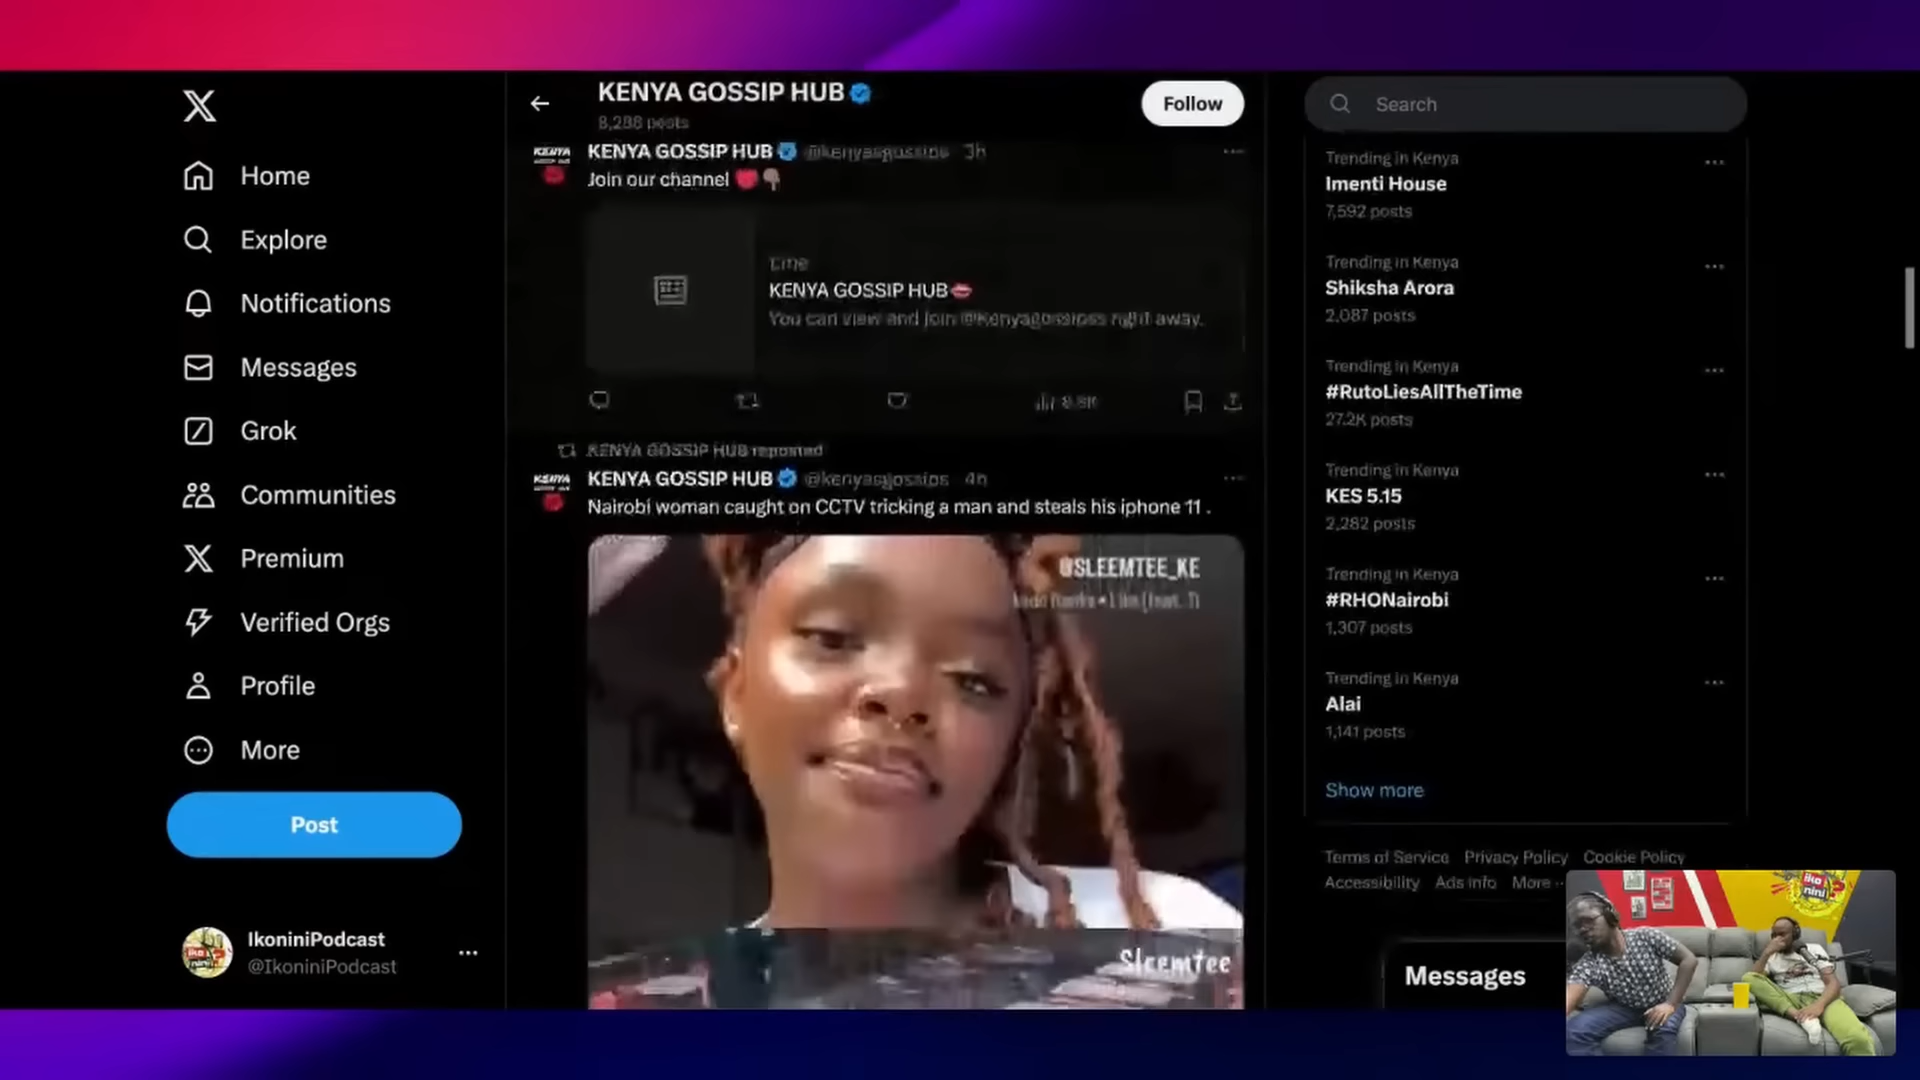 Home
Explore
Notifications
Messages
Grok
Communities
Premium
Verified Orgs
Profile
More
Post
IkoniniPodcast
@IkoniniPodcast
KENYA GOSSIP HUB
8,288 posts
Follow
KENYA GOSSIP HUB @kenyasgossips 3h
Join our channel
KENYA GOSSIP HUB
You can view and join right away.
KENYA GOSSIP HUB reposted
KENYA GOSSIP HUB @kenyasgossips 4h
Nairobi woman caught on CCTV tricking a man and steals his iphone 11 .
@SLEEMTEE_KE
Sleemtee
Search
Trending in Kenya
Imenti House
7,592 posts
Trending in Kenya
Shiksha Arora
2,087 posts
Trending in Kenya
#RutoLiesAllTheTime
27.2K posts
Trending in Kenya
KES 5.15
2,282 posts
Trending in Kenya
#RHONairobi
1,307 posts
Trending in Kenya
Alai
1,141 posts
Show more
Terms of Service Privacy Policy Cookie Policy
Accessibility Ads info More ...
Messages
iko nini?